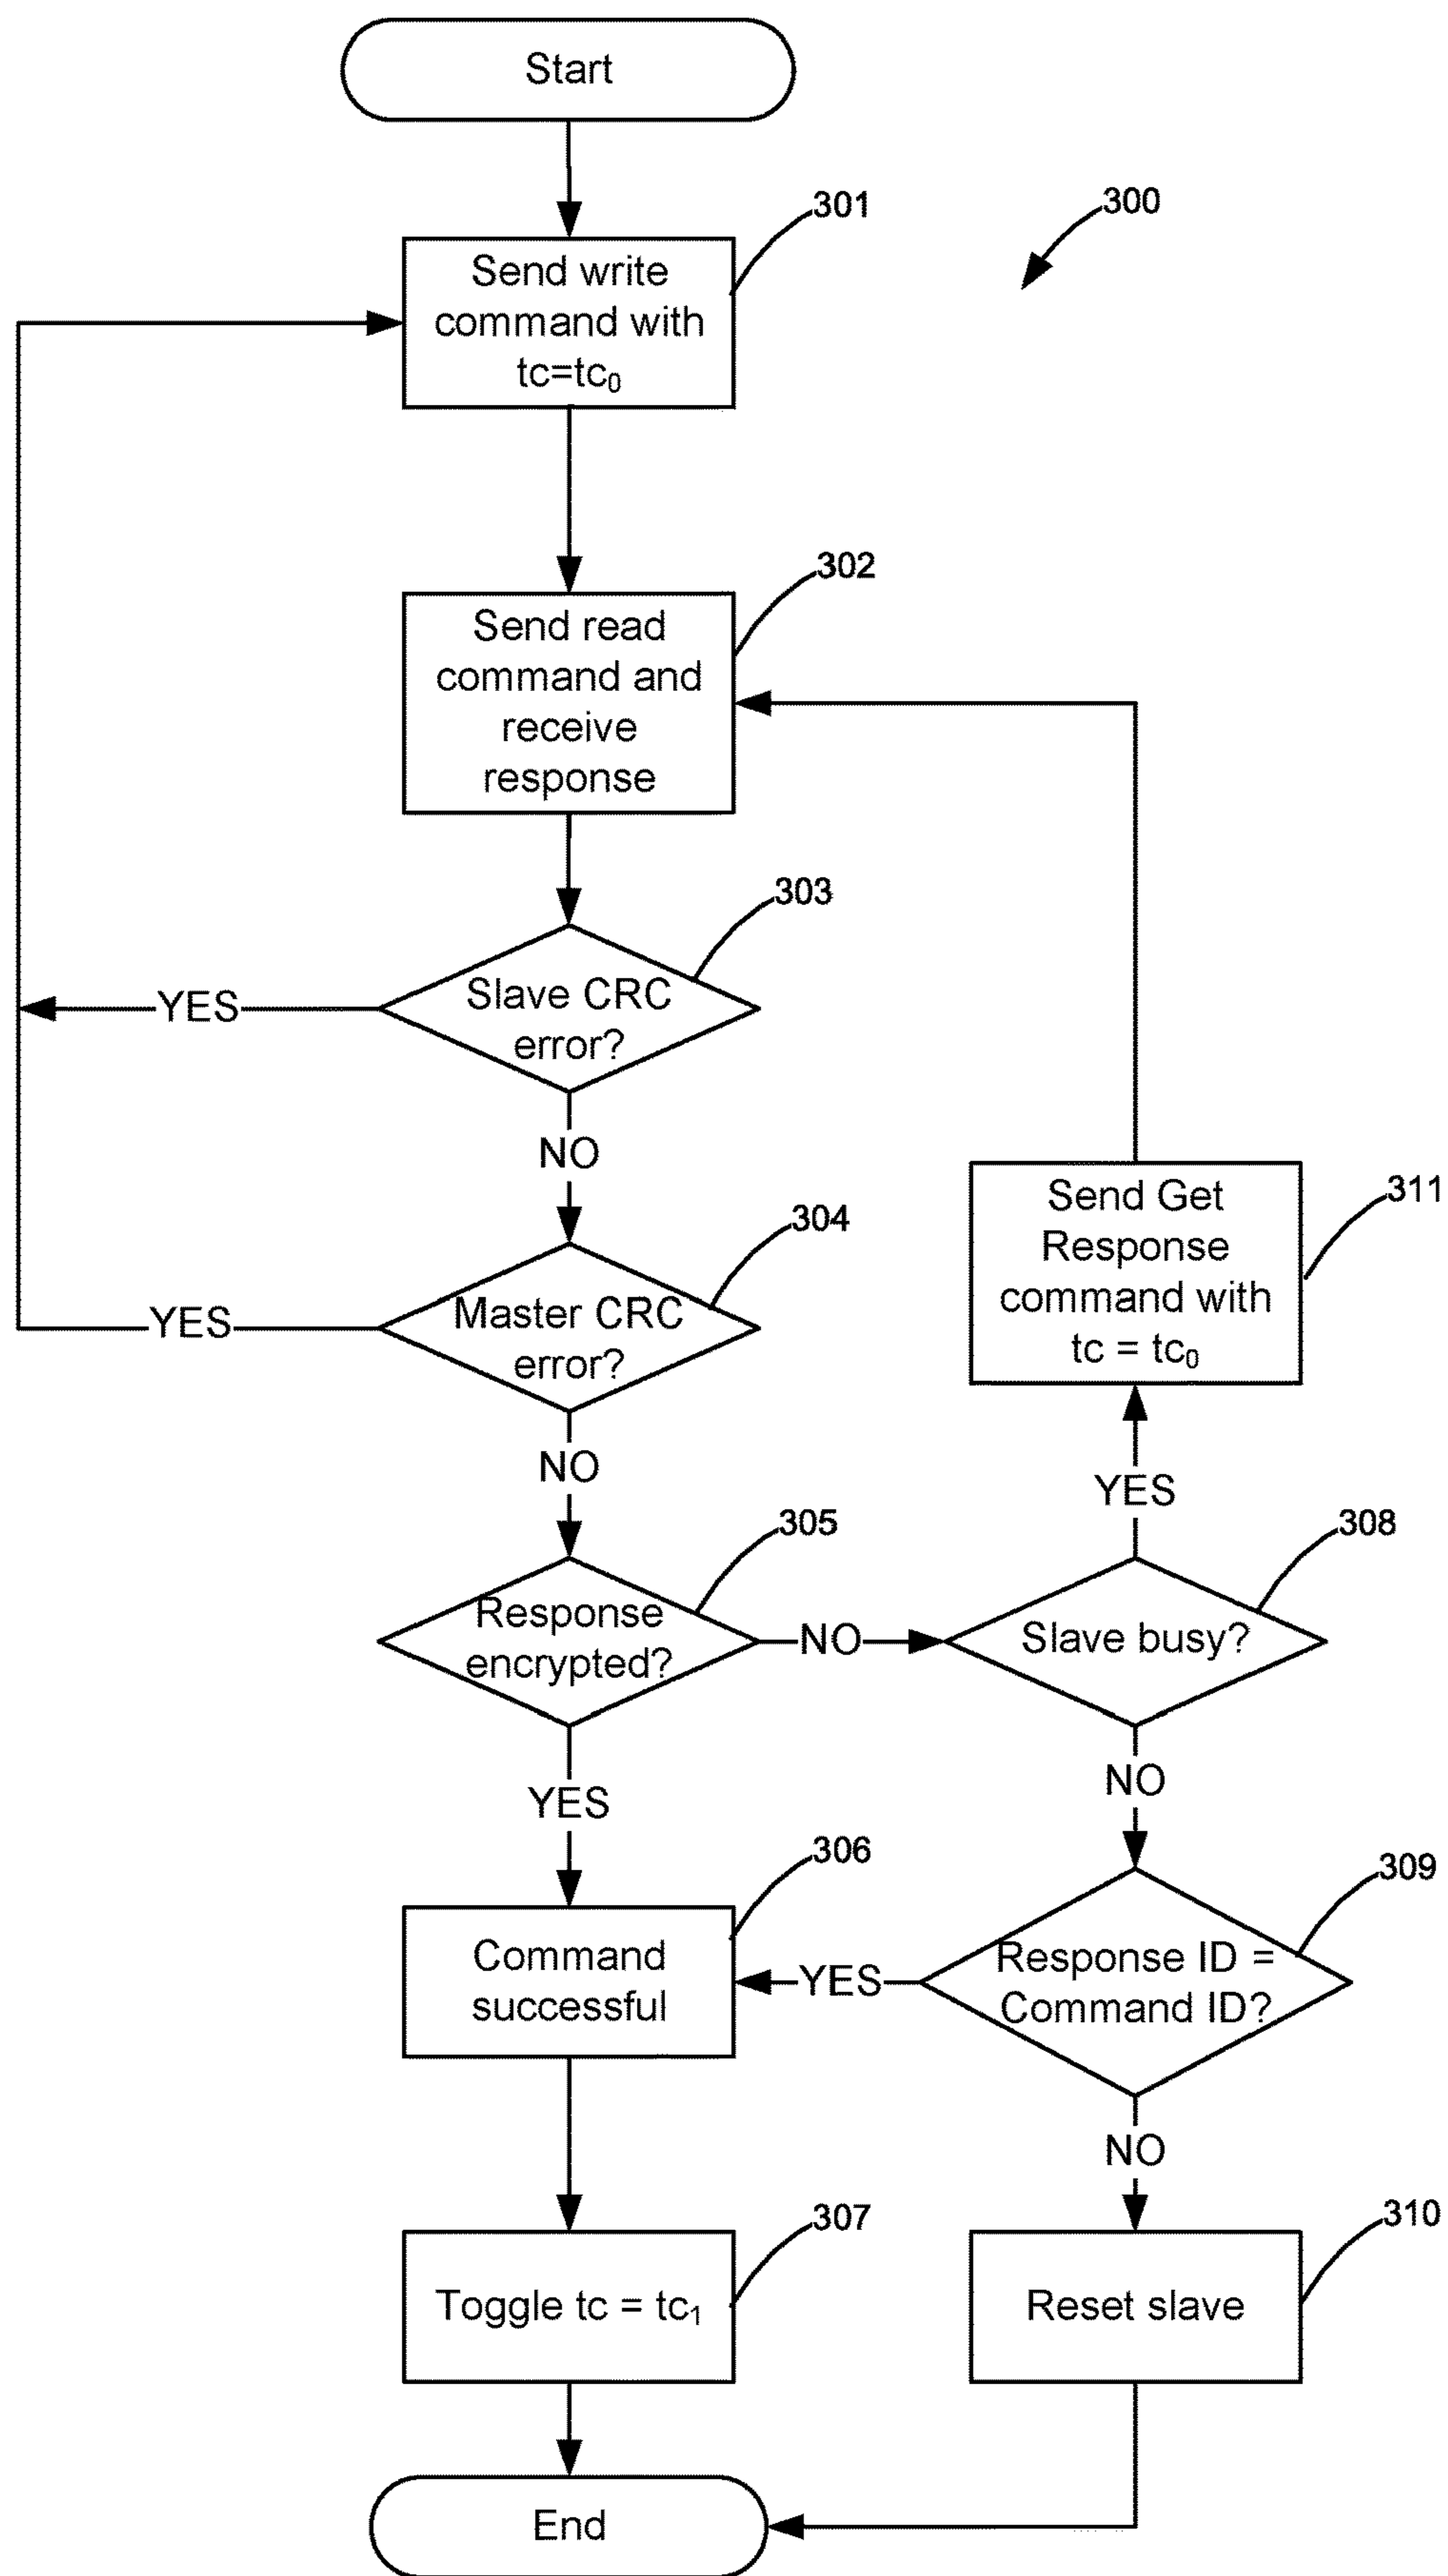 Start
301
300
Send write
command with
tc=tc₀
302
Send read
command and
receive
response
303
Slave CRC
error?
YES
NO
304
Master CRC
error?
YES
NO
311
Send Get
Response
command with
tc = tc₀
YES
305
Response
encrypted?
NO
308
Slave busy?
YES
NO
306
Command
successful
309
Response ID =
Command ID?
YES
NO
307
Toggle tc = tc₁
310
Reset slave
End